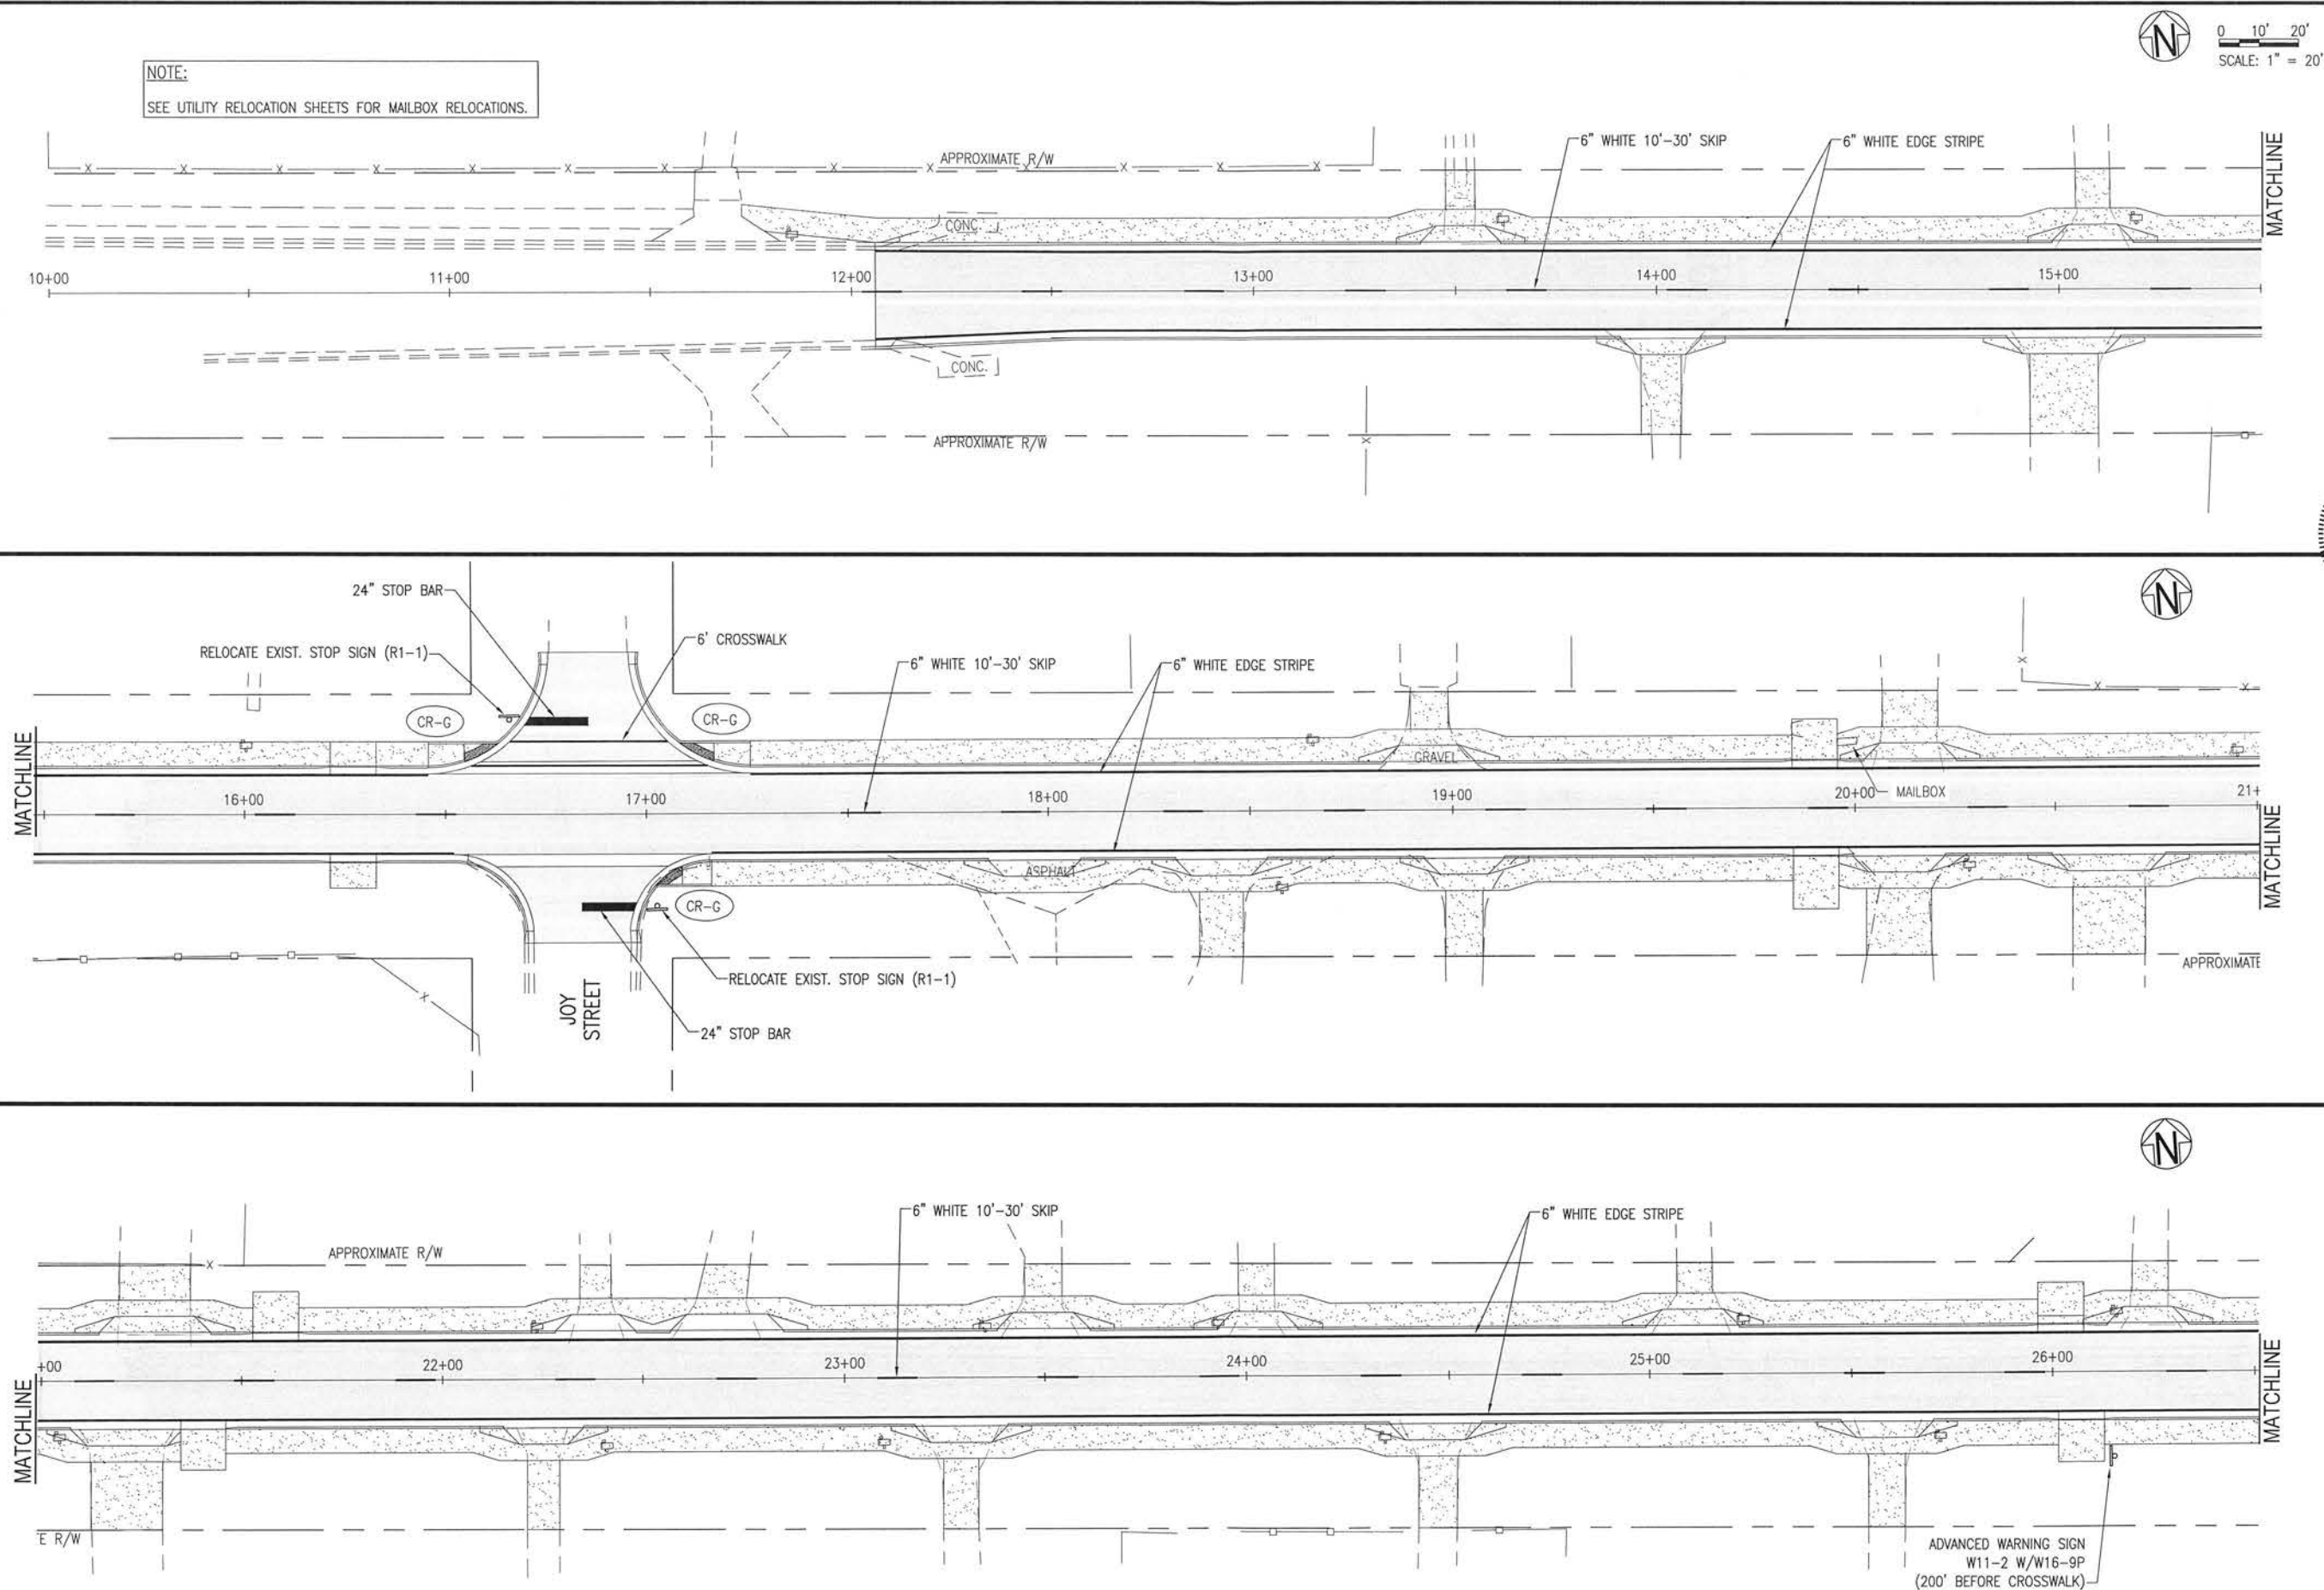 N
0 10' 20'
SCALE: 1" = 20'
NOTE:
SEE UTILITY RELOCATION SHEETS FOR MAILBOX RELOCATIONS.
APPROXIMATE R/W
6" WHITE 10'-30' SKIP
6" WHITE EDGE STRIPE
MATCHLINE
CONC.
10+00
11+00
12+00
13+00
14+00
15+00
CONC.
APPROXIMATE R/W
N
24" STOP BAR
RELOCATE EXIST. STOP SIGN (R1-1)
6' CROSSWALK
6" WHITE 10'-30' SKIP
6" WHITE EDGE STRIPE
CR-G
CR-G
MATCHLINE
GRAVEL
16+00
17+00
18+00
19+00
20+00
MAILBOX
21+
MATCHLINE
ASPHALT
CR-G
RELOCATE EXIST. STOP SIGN (R1-1)
APPROXIMATE
JOY
STREET
24" STOP BAR
N
6" WHITE 10'-30' SKIP
6" WHITE EDGE STRIPE
APPROXIMATE R/W
+00
22+00
23+00
24+00
25+00
26+00
MATCHLINE
MATCHLINE
E R/W
ADVANCED WARNING SIGN
W11-2 W/W16-9P
(200' BEFORE CROSSWALK)